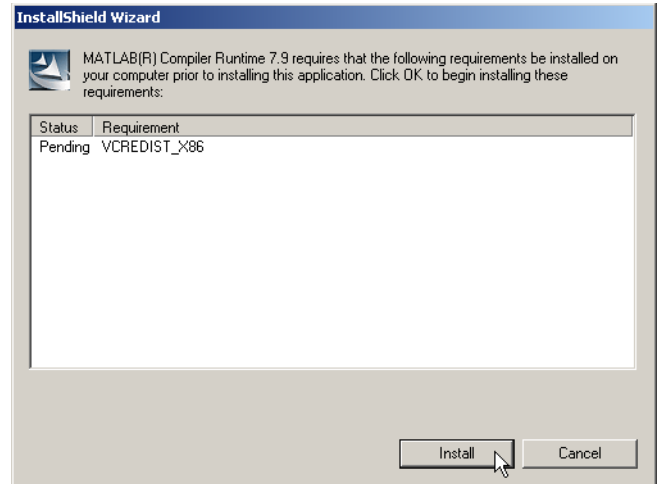 InstallShield Wizard
MATLAB(R) Compiler Runtime 7.9 requires that the following requirements be installed on
your computer prior to installing this application. Click OK to begin installing these
requirements:
Status Requirement
Pending VCREDIST_X86
Install Cancel